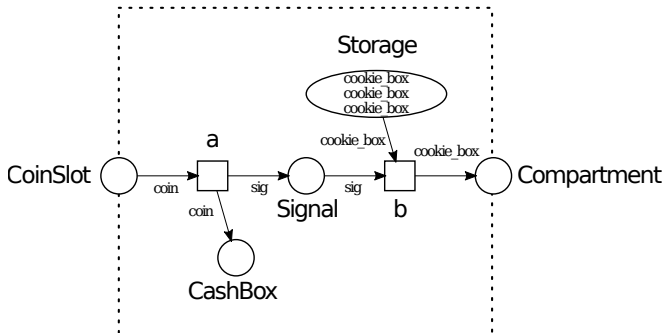 Storage
cookie_box
cookie_box
cookie_box
a
cookie_box
cookie_box
CoinSlot
coin
sig
Signal
sig
b
Compartment
coin
CashBox